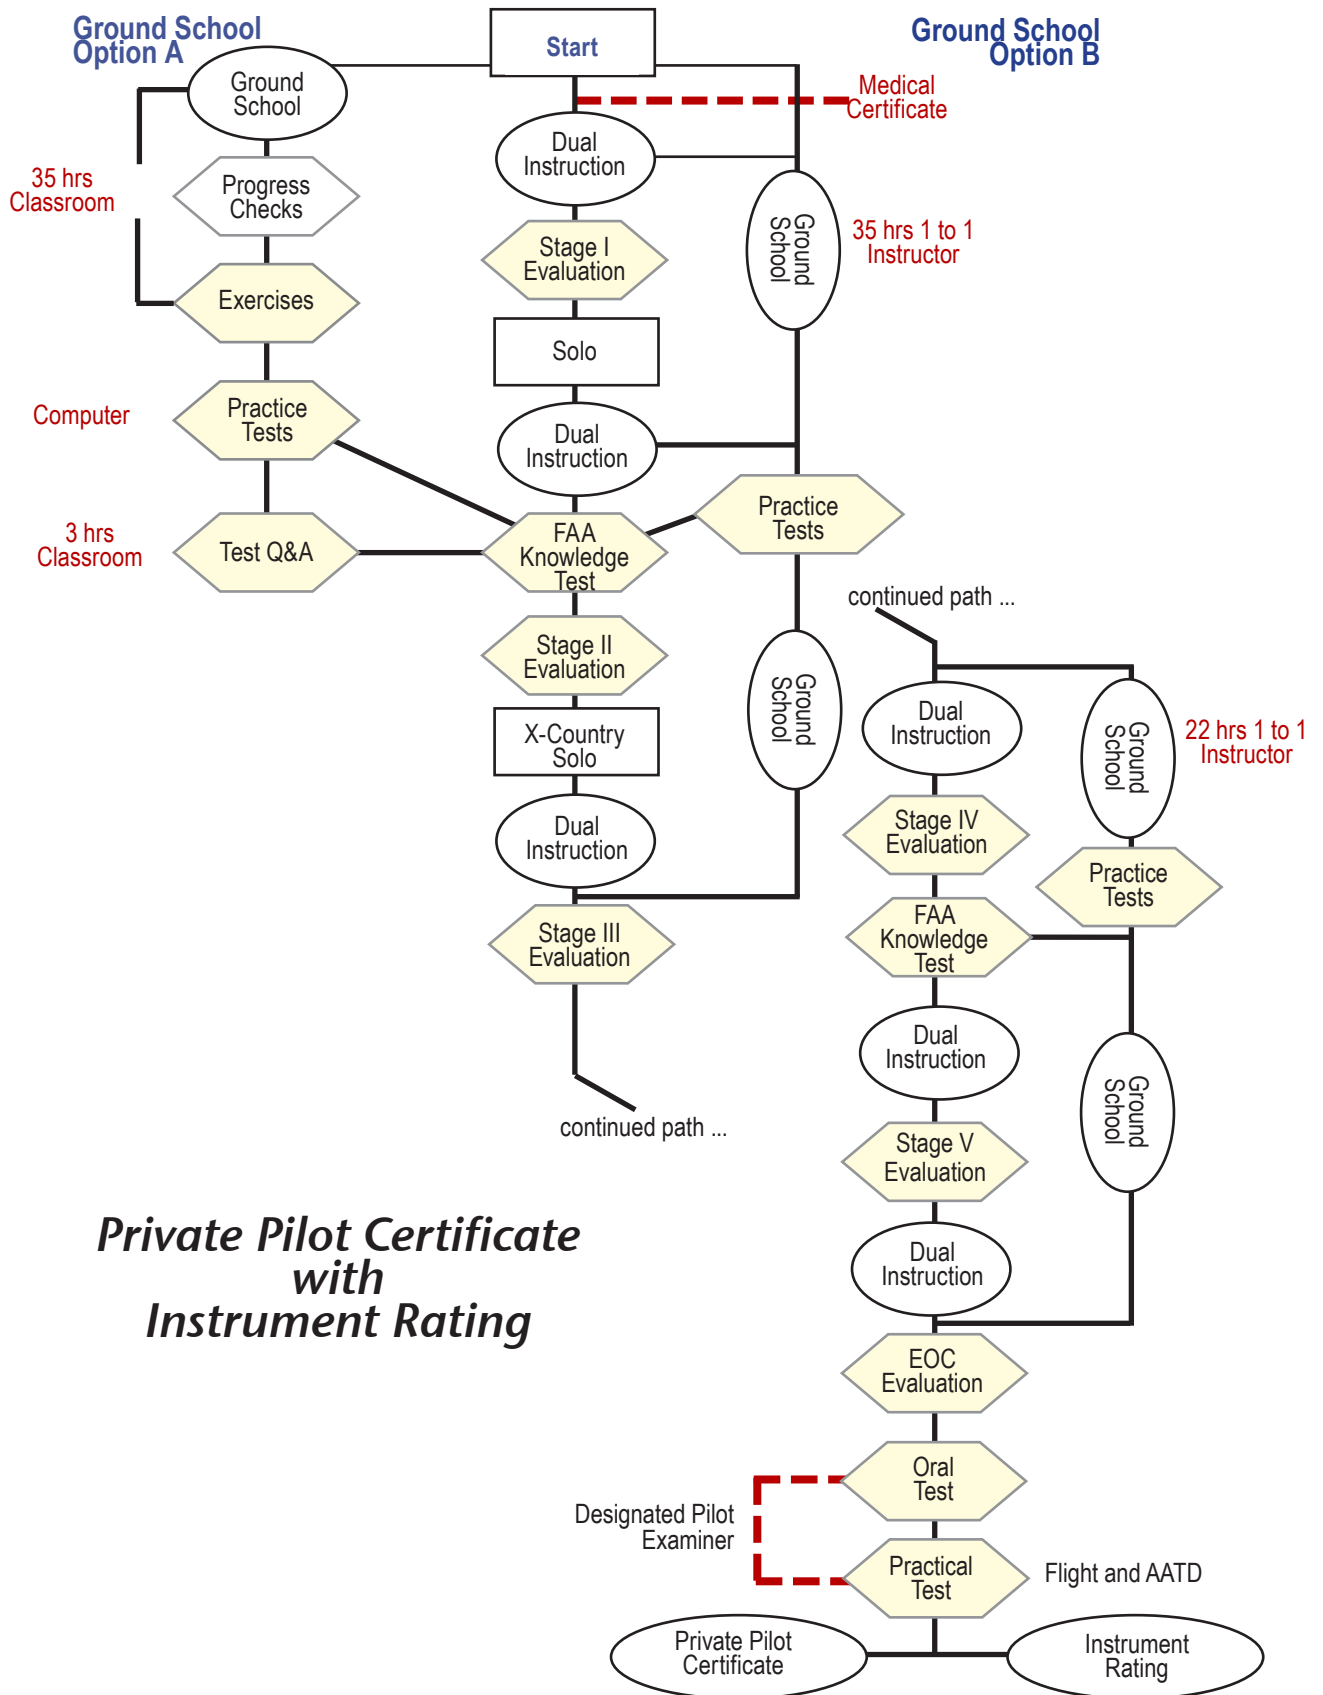 Ground School
Option A
Start
Ground School
Option B
Ground
School
Medical
Certificate
Dual
Instruction
35 hrs
Classroom
Progress
Checks
Stage I
Evaluation
Ground
School
35 hrs 1 to 1
Instructor
Exercises
Solo
Computer
Practice
Tests
Dual
Instruction
Practice
Tests
3 hrs
Classroom
Test Q&A
FAA
Knowledge
Test
continued path ...
Stage II
Evaluation
Ground
School
Dual
Instruction
Ground
School
22 hrs 1 to 1
Instructor
X-Country
Solo
Dual
Instruction
Stage IV
Evaluation
Practice
Tests
Stage III
Evaluation
FAA
Knowledge
Test
Dual
Instruction
Ground
School
continued path ...
Stage V
Evaluation
Private Pilot Certificate
with
Instrument Rating
Dual
Instruction
EOC
Evaluation
Oral
Test
Designated Pilot
Examiner
Practical
Test
Flight and AATD
Private Pilot
Certificate
Instrument
Rating